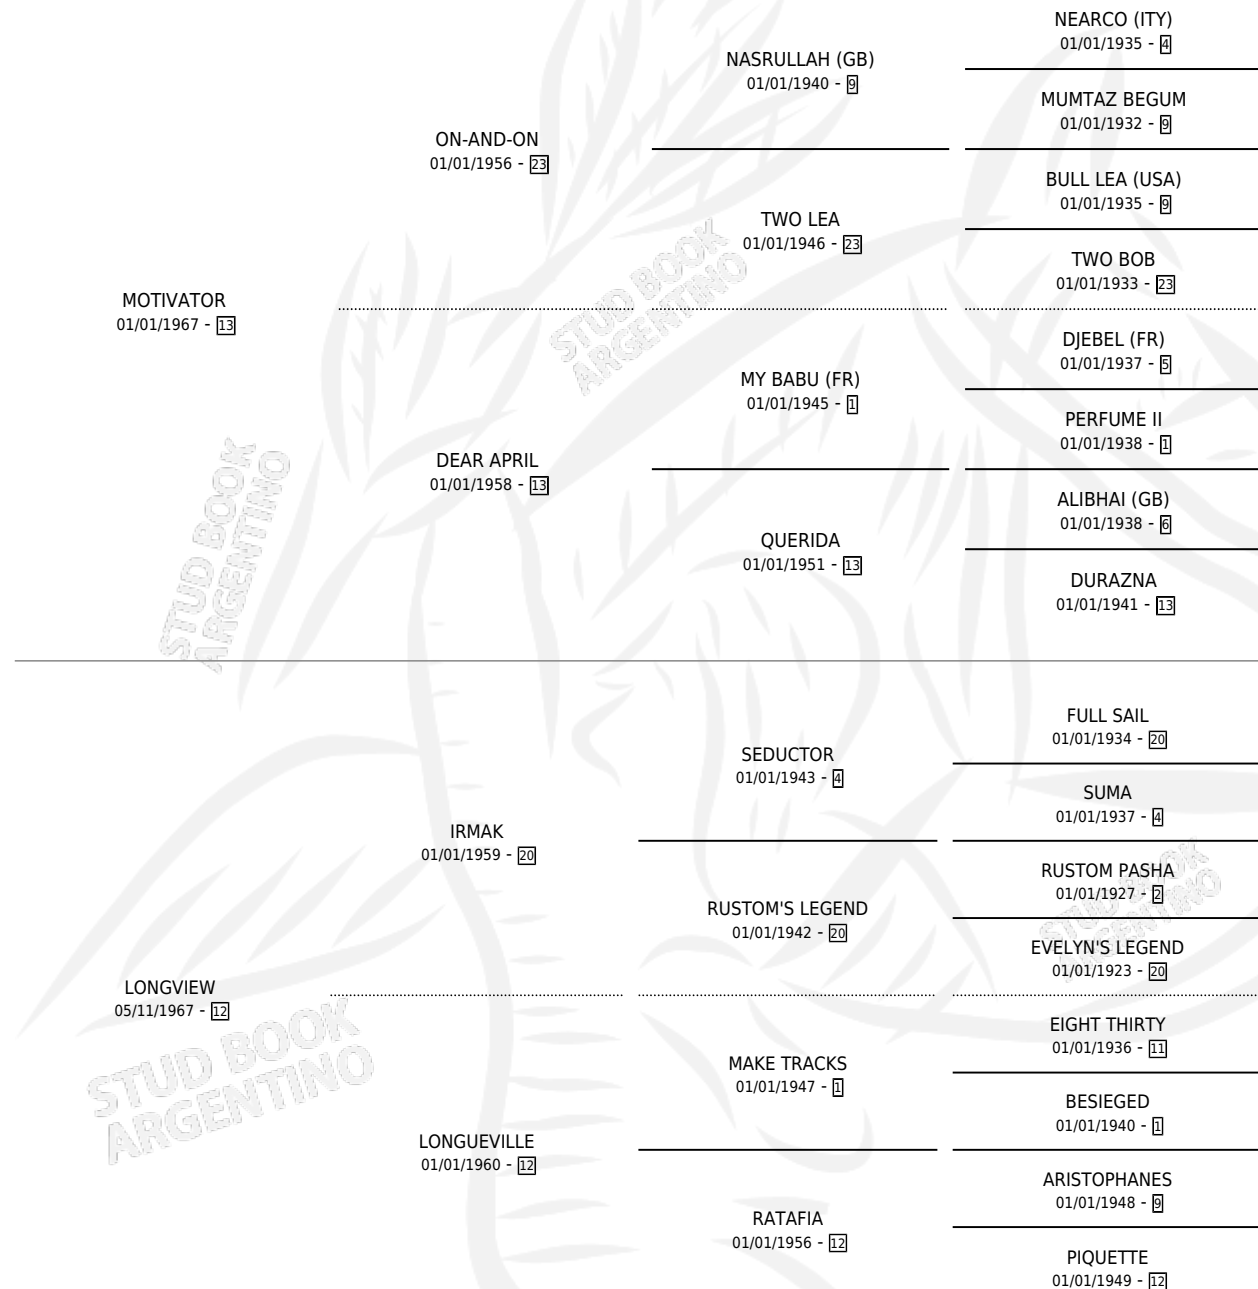 NEARCO (ITY)
01/01/1935 - 4
NASRULLAH (GB)
01/01/1940 - 9
MUMTAZ BEGUM
01/01/1932 - 9
ON-AND-ON
01/01/1956 - 23
BULL LEA (USA)
01/01/1935 - 9
TWO LEA
01/01/1946 - 23
TWO BOB
01/01/1933 - 23
MOTIVATOR
01/01/1967 - 13
STUD BOOK
ARGENTINO
DJEBEL (FR)
01/01/1937 - 5
MY BABU (FR)
01/01/1945 - 1
PERFUME II
01/01/1938 - 1
DEAR APRIL
01/01/1958 - 13
ALIBHAI (GB)
01/01/1938 - 6
QUERIDA
01/01/1951 - 13
DURAZNA
01/01/1941 - 13
STUD BOOK
ARGENTINO
FULL SAIL
01/01/1934 - 20
SEDUCTOR
01/01/1943 - 4
SUMA
01/01/1937 - 4
IRMAK
01/01/1959 - 20
RUSTOM PASHA
01/01/1927 - 2
RUSTOM'S LEGEND
01/01/1942 - 20
EVELYN'S LEGEND
01/01/1923 - 20
STUD BOOK
ARGENTINO
LONGVIEW
05/11/1967 - 12
EIGHT THIRTY
01/01/1936 - 11
MAKE TRACKS
01/01/1947 - 1
BESIEGED
01/01/1940 - 1
STUD BOOK
ARGENTINO
LONGUEVILLE
01/01/1960 - 12
ARISTOPHANES
01/01/1948 - 9
RATAFIA
01/01/1956 - 12
PIQUETTE
01/01/1949 - 12